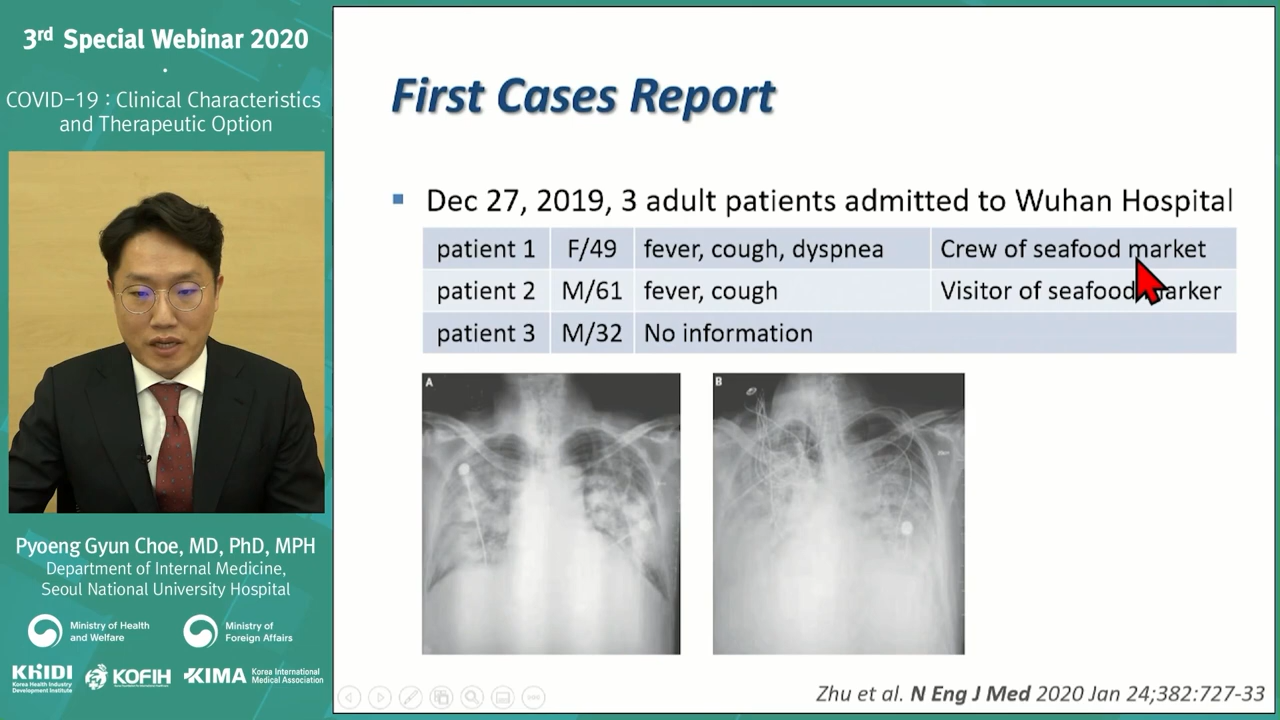 3rd Special Webinar 2020
COVID-19 : Clinical Characteristics
and Therapeutic Option
Pyoeng Gyun Choe, MD, PhD, MPH
Department of Internal Medicine,
Seoul National University Hospital
Ministry of Health
and Welfare
Ministry of
Foreign Affairs
KHIDI
Korea Health Industry
Development Institute
KOFIH
KIMA
Korea International
Medical Association
First Cases Report
Dec 27, 2019, 3 adult patients admitted to Wuhan Hospital
patient 1 F/49 fever, cough, dyspnea Crew of seafood market
patient 2 M/61 fever, cough Visitor of seafood marker
patient 3 M/32 No information
A
B
Zhu et al. N Eng J Med 2020 Jan 24;382:727-33